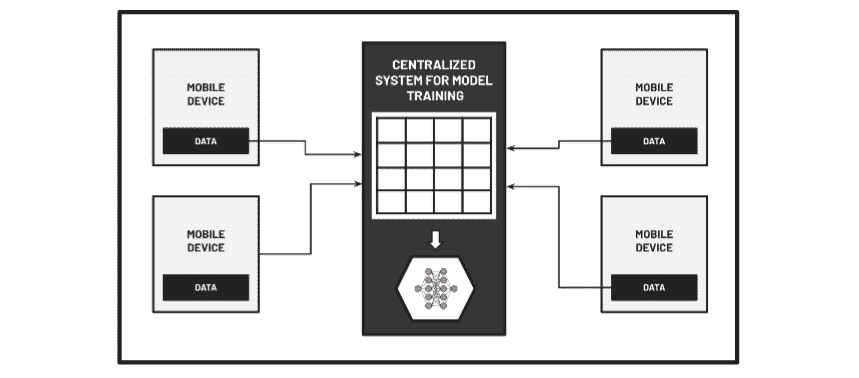 MOBILE
DEVICE
DATA
MOBILE
DEVICE
DATA
CENTRALIZED
SYSTEM FOR MODEL
TRAINING
MOBILE
DEVICE
DATA
MOBILE
DEVICE
DATA